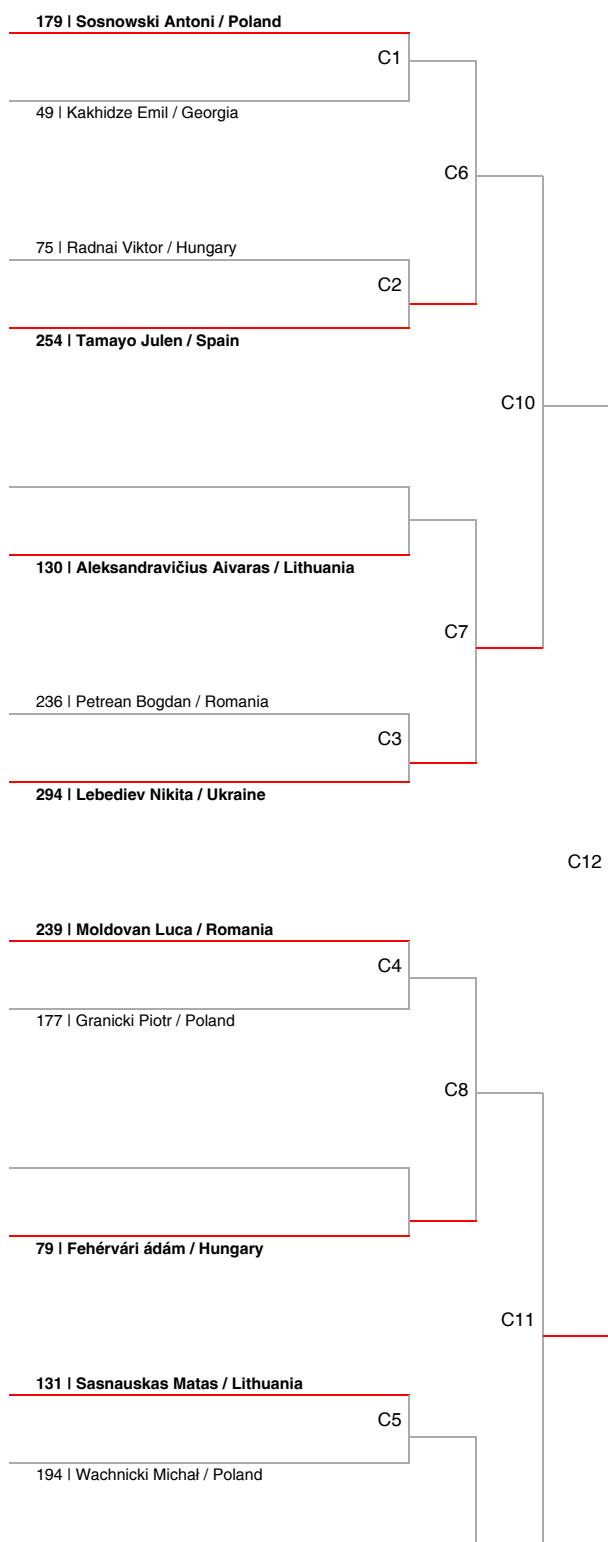 179 | Sosnowski Antoni / Poland
C1
49 | Kakhidze Emil / Georgia
C6
75 | Radnai Viktor / Hungary
C2
254 | Tamayo Julen / Spain
C10
130 | Aleksandravičius Aivaras / Lithuania
C7
236 | Petrean Bogdan / Romania
C3
294 | Lebediev Nikita / Ukraine
C12
239 | Moldovan Luca / Romania
C4
177 | Granicki Piotr / Poland
C8
79 | Fehérvári ádám / Hungary
C11
131 | Sasnauskas Matas / Lithuania
C5
194 | Wachnicki Michał / Poland